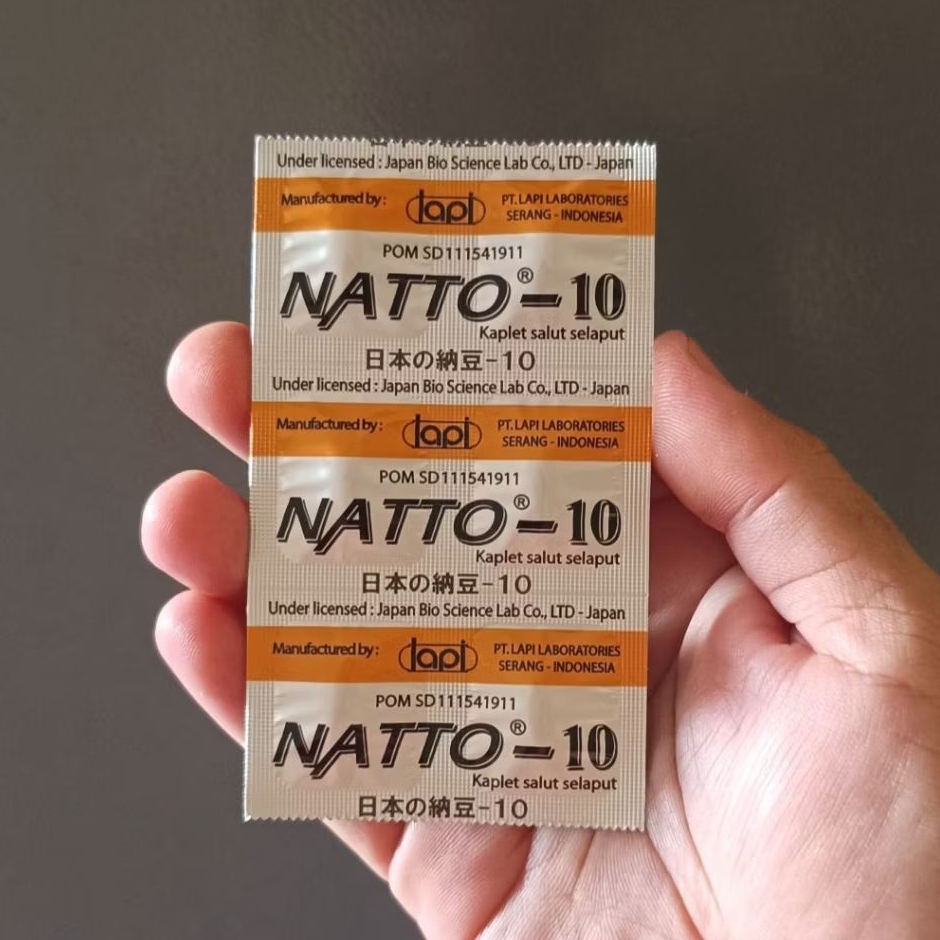 Under licensed : Japan Bio Science Lab Co., LTD - Japan
Manufactured by : lapi PT. LAPI LABORATORIES
SERANG - INDONESIA
POM SD111541911
NATTO® - 10
Kaplet salut selaput
日本の納豆-10
Under licensed : Japan Bio Science Lab Co., LTD - Japan
Manufactured by : lapi PT. LAPI LABORATORIES
SERANG - INDONESIA
POM SD111541911
NATTO® - 10
Kaplet salut selaput
日本の納豆-10
Under licensed : Japan Bio Science Lab Co., LTD - Japan
Manufactured by : lapi PT. LAPI LABORATORIES
SERANG - INDONESIA
POM SD111541911
NATTO® - 10
Kaplet salut selaput
日本の納豆-10